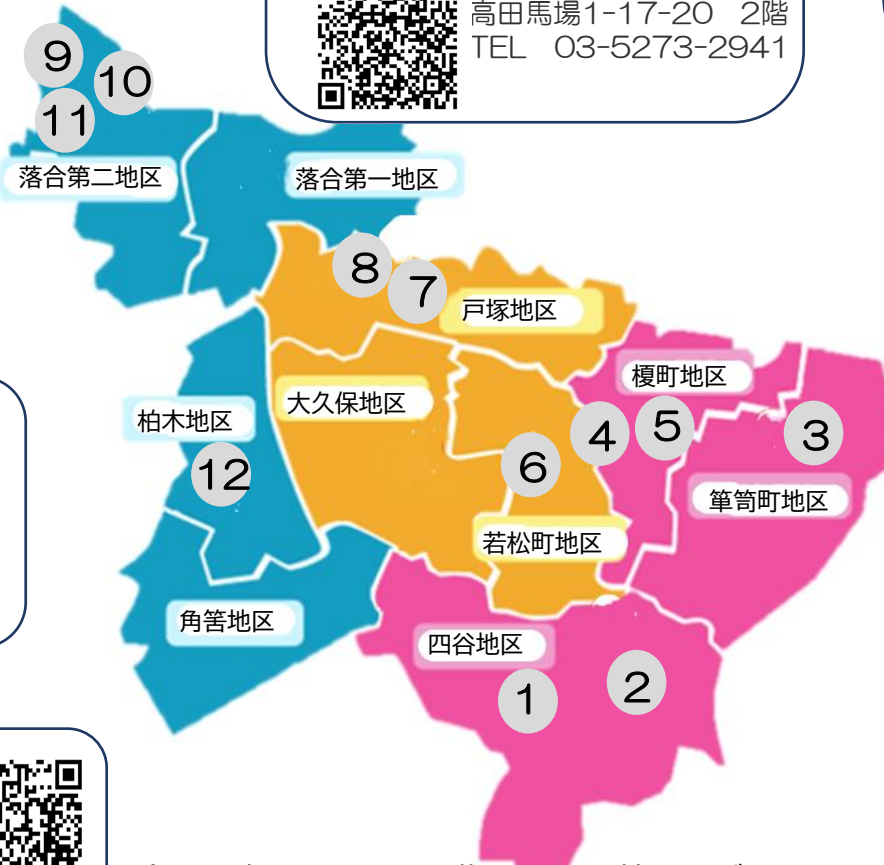 高田馬場1-17-20 2階
TEL 03-5273-2941
9
10
11
落合第二地区
落合第一地区
8
7
戸塚地区
榎町地区
大久保地区
柏木地区
4
5
3
12
6
箪笥町地区
若松町地区
角筈地区
四谷地区
1
2